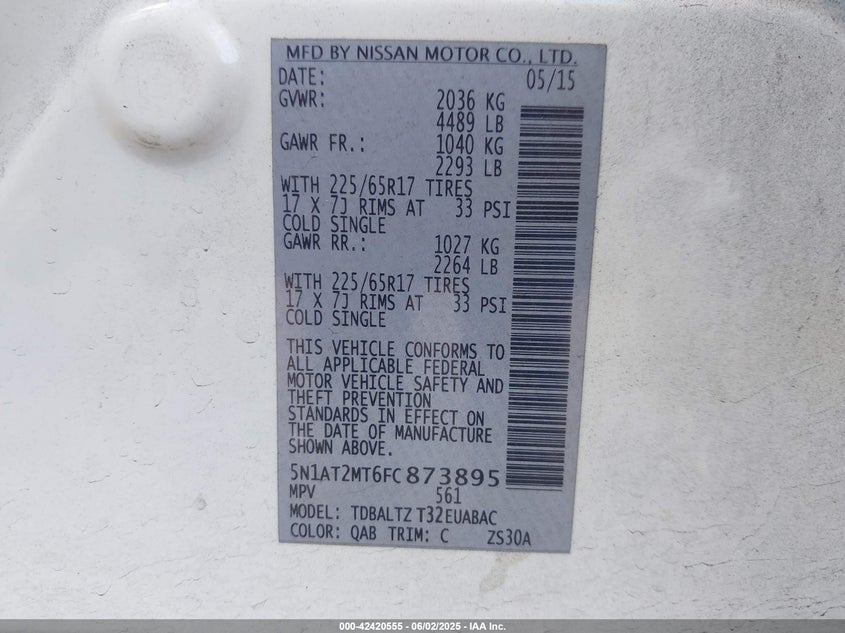 MFD BY NISSAN MOTOR CO., LTD.
DATE: 05/15
GVWR: 2036 KG
4489 LB
GAWR FR.: 1040 KG
2293 LB
WITH 225/65R17 TIRES
17 X 7J RIMS AT 33 PSI
COLD SINGLE
GAWR RR.: 1027 KG
2264 LB
WITH 225/65R17 TIRES
17 X 7J RIMS AT 33 PSI
COLD SINGLE
THIS VEHICLE CONFORMS TO
ALL APPLICABLE FEDERAL
MOTOR VEHICLE SAFETY AND
THEFT PREVENTION
STANDARDS IN EFFECT ON
THE DATE OF MANUFACTURE
SHOWN ABOVE.
5N1AT2MT6FC873895
MPV 561
MODEL: TDBALTZ T32EUABAC
COLOR: QAB TRIM: C ZS30A
000-42420555 - 06/02/2025 - IAA Inc.